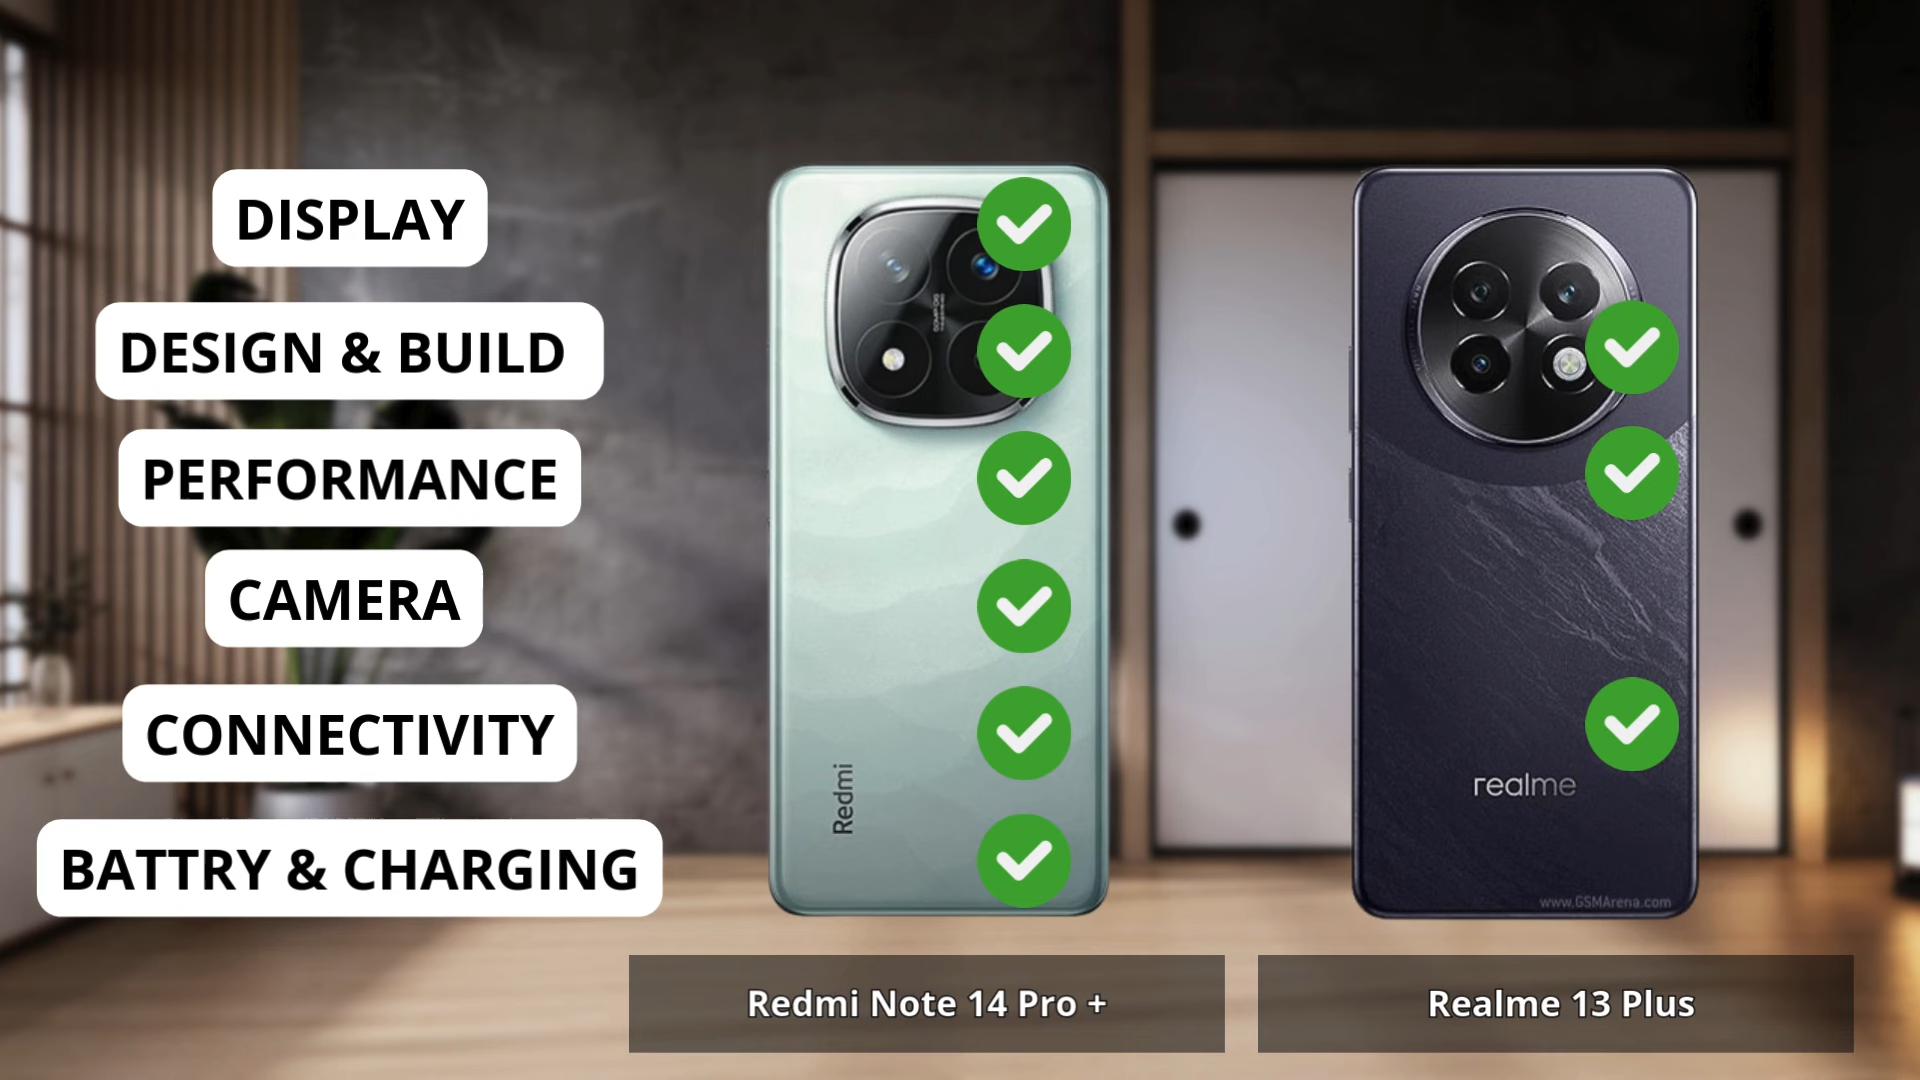 DISPLAY
DESIGN & BUILD
PERFORMANCE
CAMERA
CONNECTIVITY
BATTRY & CHARGING
Redmi
realme
www.GSMArena.com
Redmi Note 14 Pro +
Realme 13 Plus